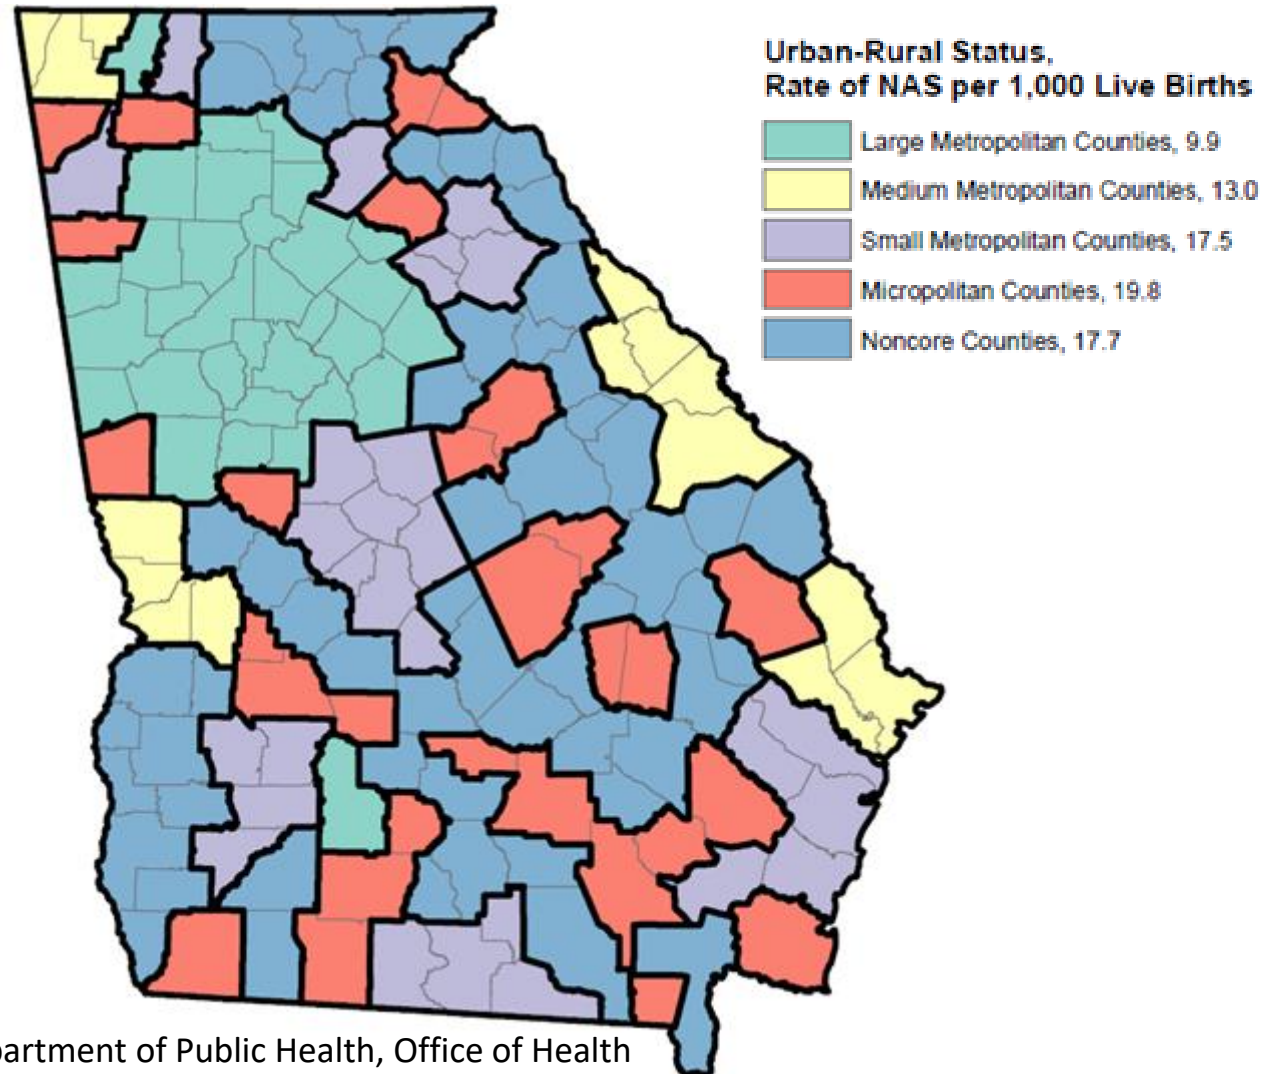 Urban-Rural Status,
Rate of NAS per 1,000 Live Births
Large Metropolitan Counties, 9.9
Medium Metropolitan Counties, 13.0
Small Metropolitan Counties, 17.5
Micropolitan Counties, 19.8
Noncore Counties, 17.7
partment of Public Health, Office of Health